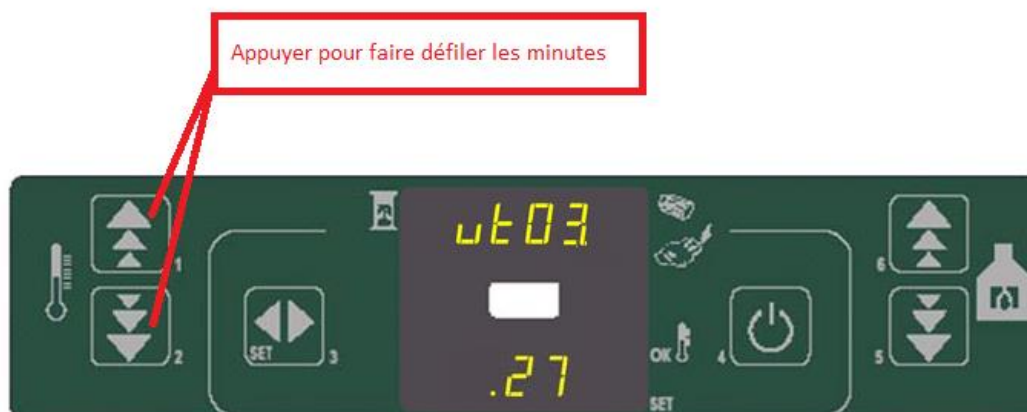 Appuyer pour faire défiler les minutes
1
ut03
6
SET
3
OK
4
2
5
.27
SET